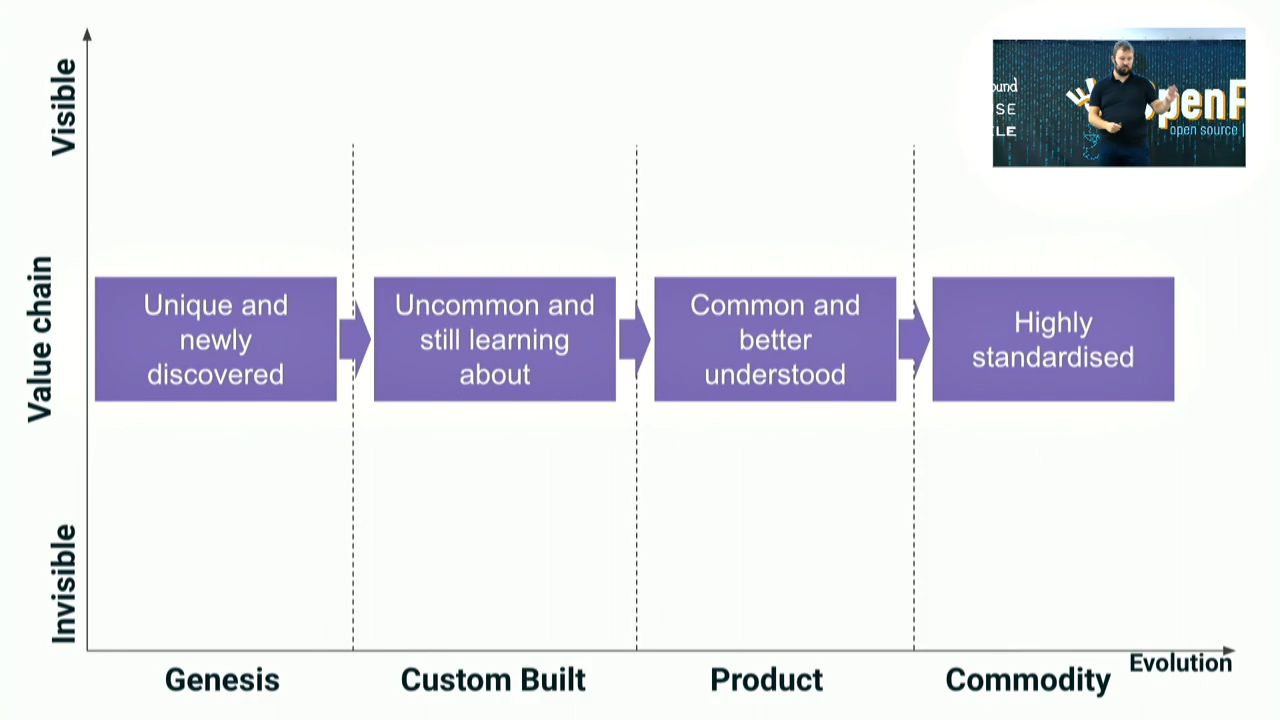 Visible
Value chain
Invisible
Unique and
newly
discovered
Uncommon and
still learning
about
Common and
better
understood
Highly
standardised
Genesis
Custom Built
Product
Commodity
Evolution
open source |